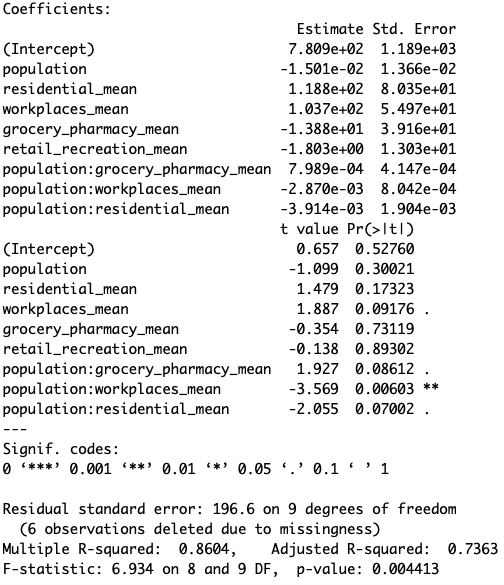 Coefficients:
Estimate Std. Error
(Intercept) 7.809e+02 1.189e+03
population -1.501e-02 1.366e-02
residential_mean 1.188e+02 8.035e+01
workplaces_mean 1.037e+02 5.497e+01
grocery_pharmacy_mean -1.388e+01 3.916e+01
retail_recreation_mean -1.803e+00 1.303e+01
population:grocery_pharmacy_mean 7.989e-04 4.147e-04
population:workplaces_mean -2.870e-03 8.042e-04
population:residential_mean -3.914e-03 1.904e-03
t value Pr(>|t|)
(Intercept) 0.657 0.52760
population -1.099 0.30021
residential_mean 1.479 0.17323
workplaces_mean 1.887 0.09176 .
grocery_pharmacy_mean -0.354 0.73119
retail_recreation_mean -0.138 0.89302
population:grocery_pharmacy_mean 1.927 0.08612 .
population:workplaces_mean -3.569 0.00603 **
population:residential_mean -2.055 0.07002 .
---
Signif. codes:
0 ‘***’ 0.001 ‘**’ 0.01 ‘*’ 0.05 ‘.’ 0.1 ‘ ’ 1
Residual standard error: 196.6 on 9 degrees of freedom
(6 observations deleted due to missingness)
Multiple R-squared: 0.8604, Adjusted R-squared: 0.7363
F-statistic: 6.934 on 8 and 9 DF, p-value: 0.004413